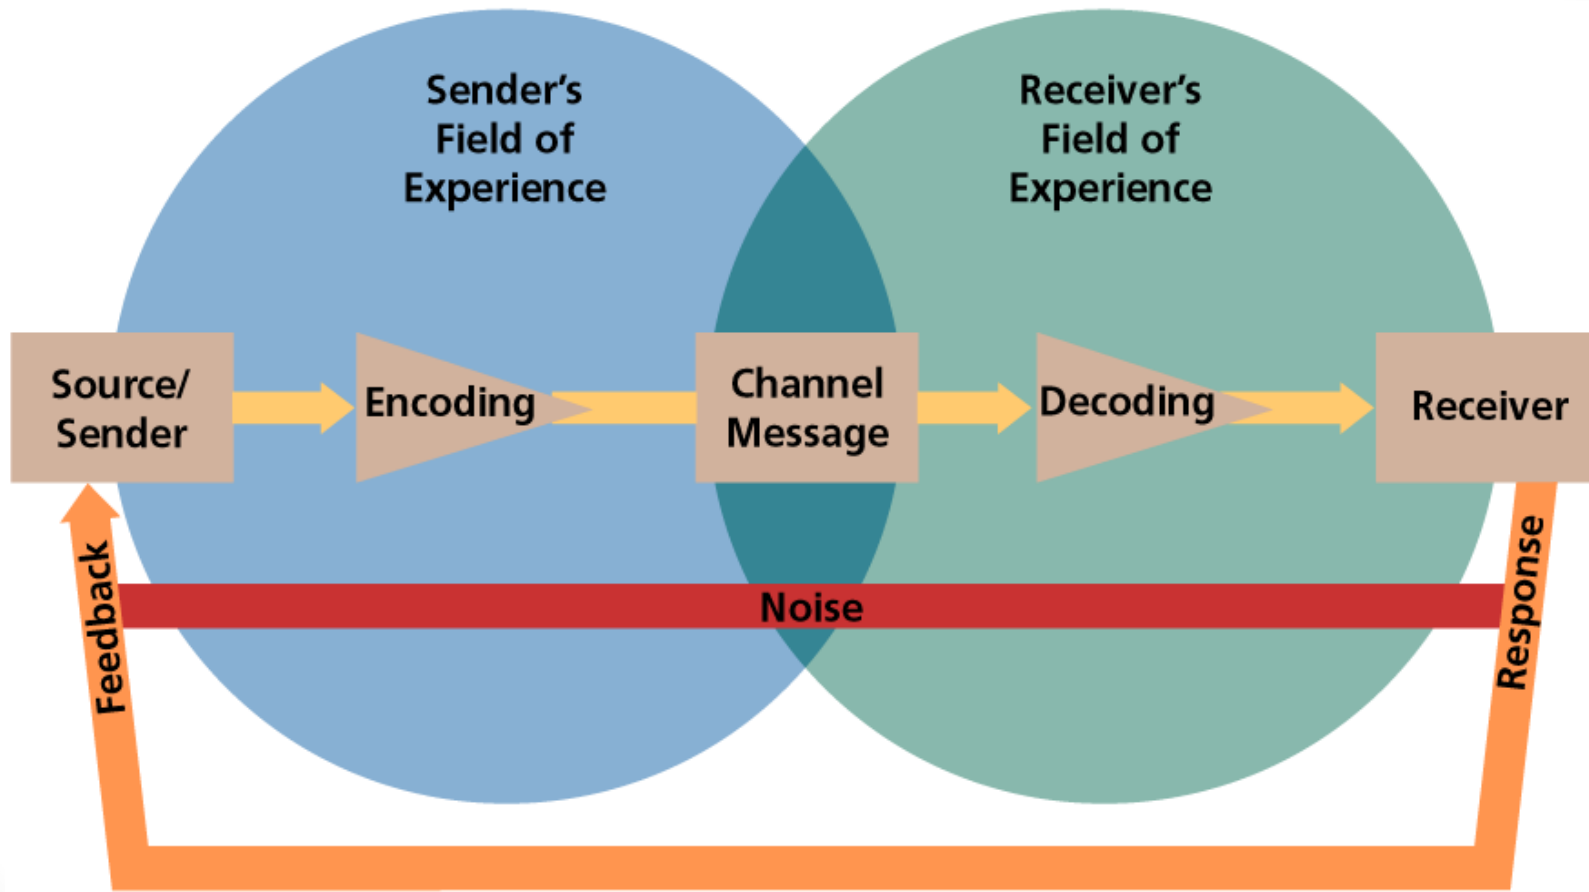 Sender's
Field of
Experience
Receiver's
Field of
Experience
Source/
Sender
Encoding
Channel
Message
Decoding
Receiver
Feedback
Noise
Response